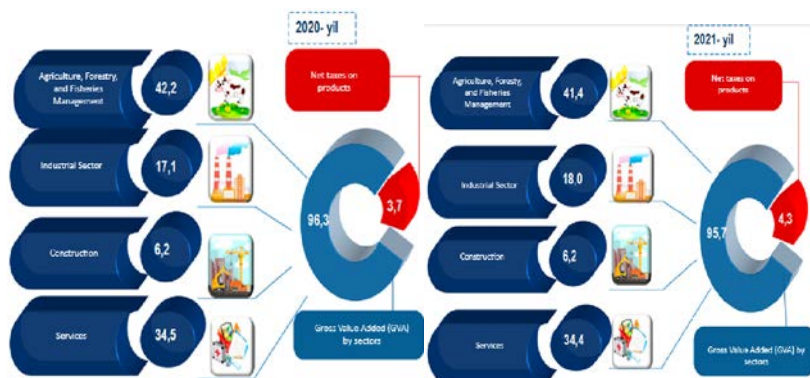 2020- yil
Agriculture, Forestry,
and Fisheries
Management
42,2
Net taxes on
products
Industrial Sector
17,1
96,3
3,7
Construction
6,2
Services
34,5
Gross Value Added (GVA)
by sectors
2021- yil
Agriculture, Foresty,
and Fisheries
Management
41,4
Net taxes on
products
Industrial Sector
18,0
95,7
4,3
Construction
6,2
Services
34,4
Gross Value Added (GVA)
by sectors